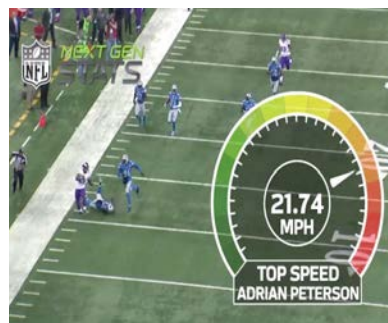 NFL
NEXT GEN
STATS
21.74
MPH
TOP SPEED
ADRIAN PETERSON